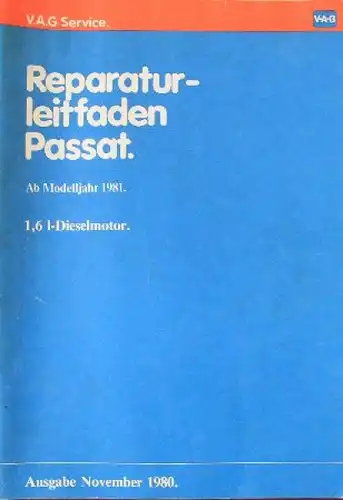 V.A.G Service.
V·A·G
Reparatur-
leitfaden
Passat.
Ab Modelljahr 1981.
1,6 l-Dieselmotor.
Ausgabe November 1980.